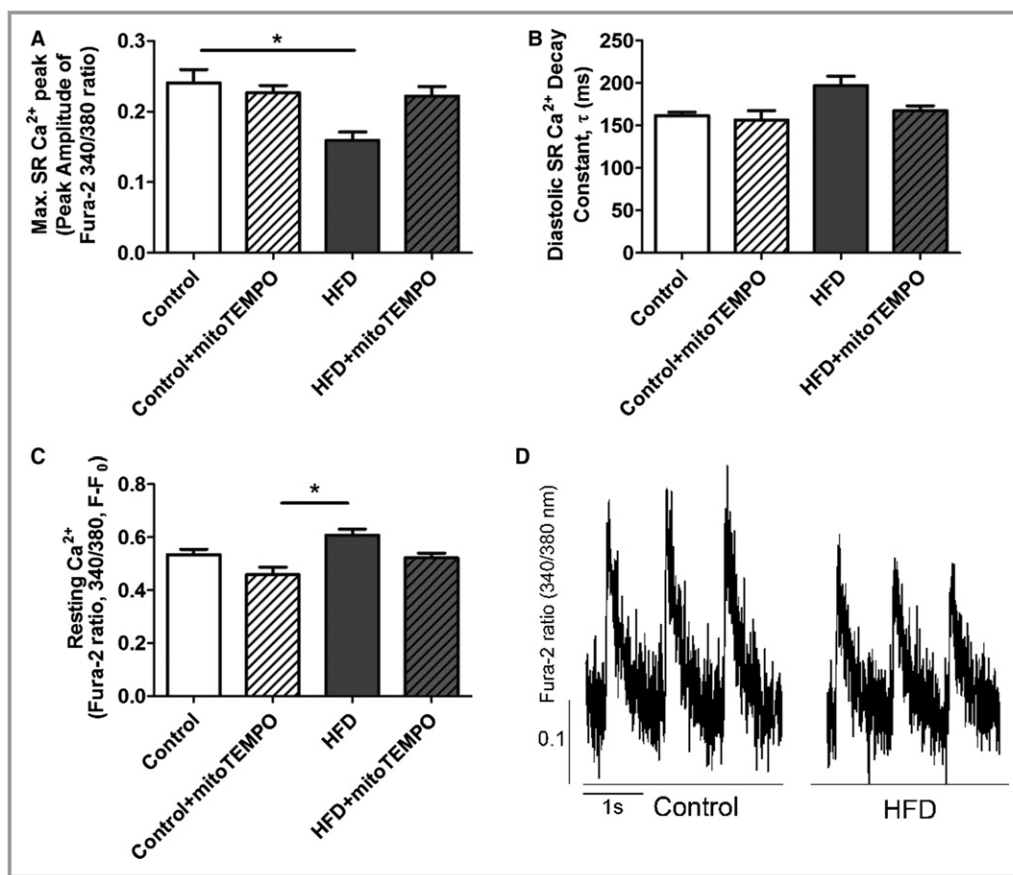 A
Max. SR Ca²⁺ peak
(Peak Amplitude of
Fura-2 340/380 ratio)
0.3
0.2
0.1
0.0
*
Control
Control+mitoTEMPO
HFD
HFD+mitoTEMPO
B
Diastolic SR Ca²⁺ Decay
Constant, τ (ms)
250
200
150
100
50
0
Control
Control+mitoTEMPO
HFD
HFD+mitoTEMPO
C
Resting Ca²⁺
(Fura-2 ratio, 340/380, F-F₀)
0.8
0.6
0.4
0.2
0.0
*
Control
Control+mitoTEMPO
HFD
HFD+mitoTEMPO
D
Fura-2 ratio (340/380 nm)
0.1
1s
Control
HFD